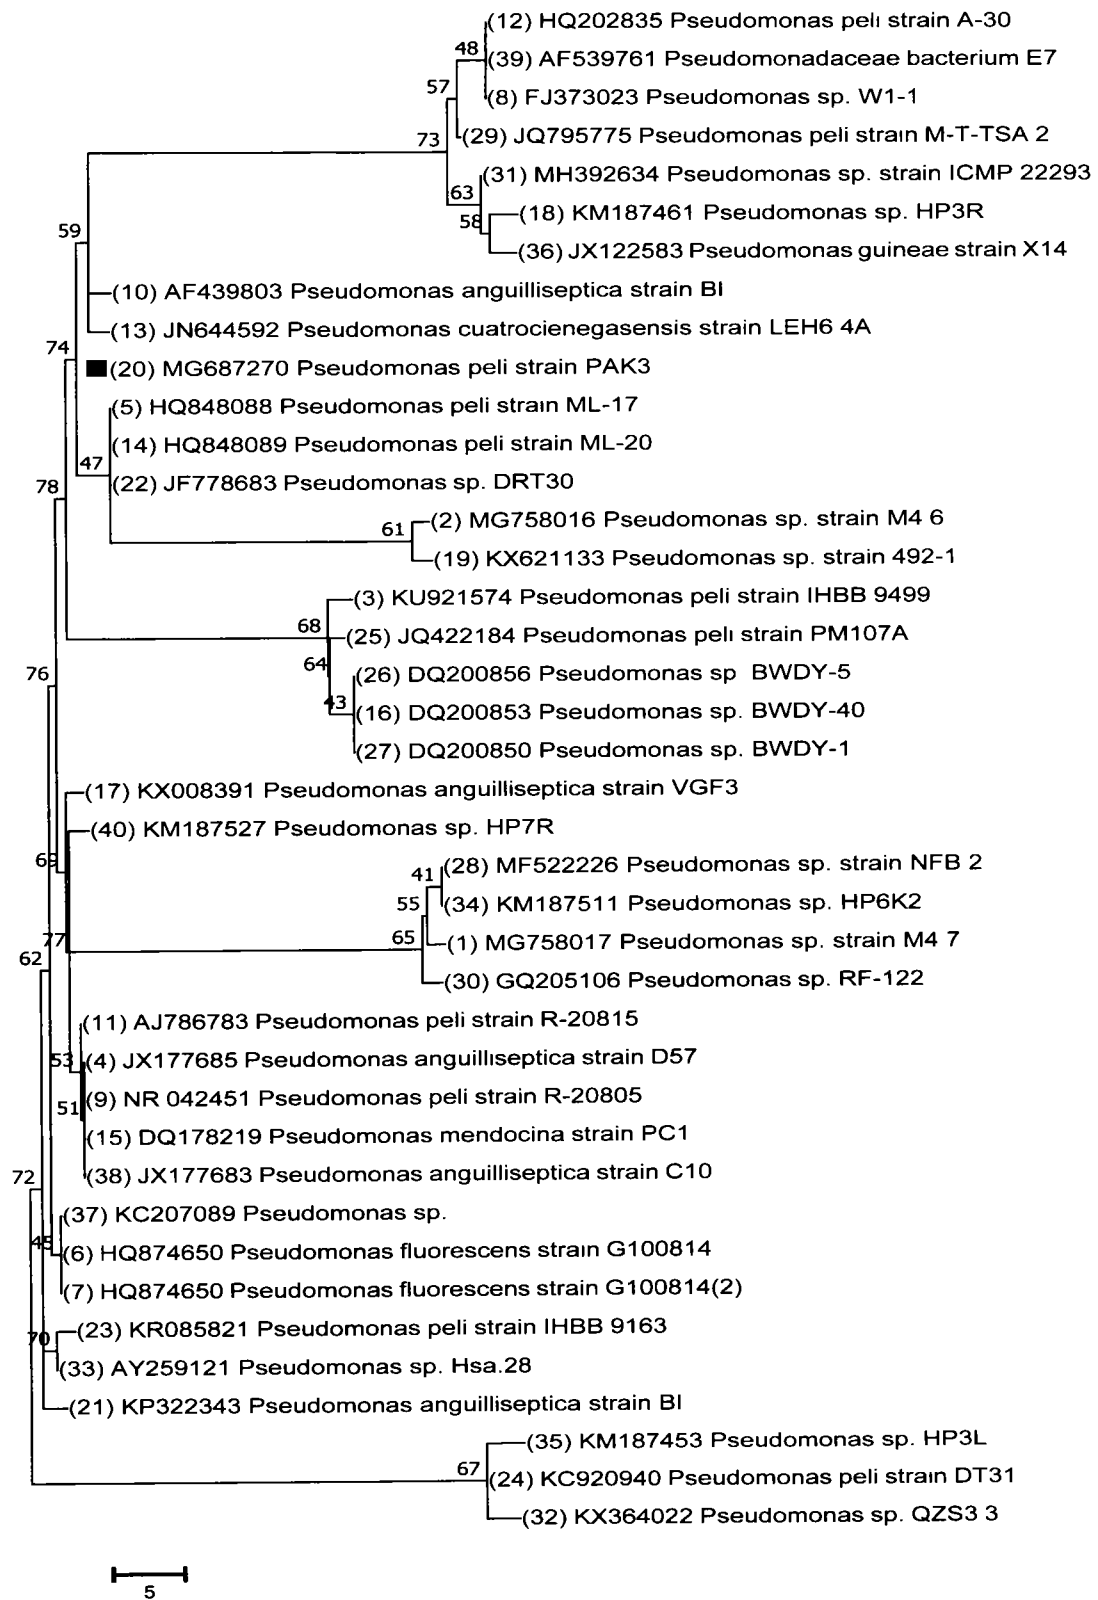 (12) HQ202835 Pseudomonas peli strain A-30
48
(39) AF539761 Pseudomonadaceae bacterium E7
57
(8) FJ373023 Pseudomonas sp. W1-1
(29) JQ795775 Pseudomonas peli strain M-T-TSA 2
73
(31) MH392634 Pseudomonas sp. strain ICMP 22293
63
(18) KM187461 Pseudomonas sp. HP3R
58
59
(36) JX122583 Pseudomonas guineae strain X14
(10) AF439803 Pseudomonas anguilliseptica strain BI
(13) JN644592 Pseudomonas cuatrocienegasensis strain LEH6 4A
74
(20) MG687270 Pseudomonas peli strain PAK3
(5) HQ848088 Pseudomonas peli strain ML-17
(14) HQ848089 Pseudomonas peli strain ML-20
47
(22) JF778683 Pseudomonas sp. DRT30
78
(2) MG758016 Pseudomonas sp. strain M4 6
61
(19) KX621133 Pseudomonas sp. strain 492-1
(3) KU921574 Pseudomonas peli strain IHBB 9499
68
(25) JQ422184 Pseudomonas peli strain PM107A
64
(26) DQ200856 Pseudomonas sp BWDY-5
76
43
(16) DQ200853 Pseudomonas sp. BWDY-40
(27) DQ200850 Pseudomonas sp. BWDY-1
(17) KX008391 Pseudomonas anguilliseptica strain VGF3
(40) KM187527 Pseudomonas sp. HP7R
69
(28) MF522226 Pseudomonas sp. strain NFB 2
41
(34) KM187511 Pseudomonas sp. HP6K2
55
(1) MG758017 Pseudomonas sp. strain M4 7
65
77
62
(30) GQ205106 Pseudomonas sp. RF-122
(11) AJ786783 Pseudomonas peli strain R-20815
(4) JX177685 Pseudomonas anguilliseptica strain D57
53
(9) NR 042451 Pseudomonas peli strain R-20805
51
(15) DQ178219 Pseudomonas mendocina strain PC1
(38) JX177683 Pseudomonas anguilliseptica strain C10
72
(37) KC207089 Pseudomonas sp.
45
(6) HQ874650 Pseudomonas fluorescens strain G100814
(7) HQ874650 Pseudomonas fluorescens strain G100814(2)
(23) KR085821 Pseudomonas peli strain IHBB 9163
70
(33) AY259121 Pseudomonas sp. Hsa.28
(21) KP322343 Pseudomonas anguilliseptica strain BI
(35) KM187453 Pseudomonas sp. HP3L
67
(24) KC920940 Pseudomonas peli strain DT31
(32) KX364022 Pseudomonas sp. QZS3 3
5